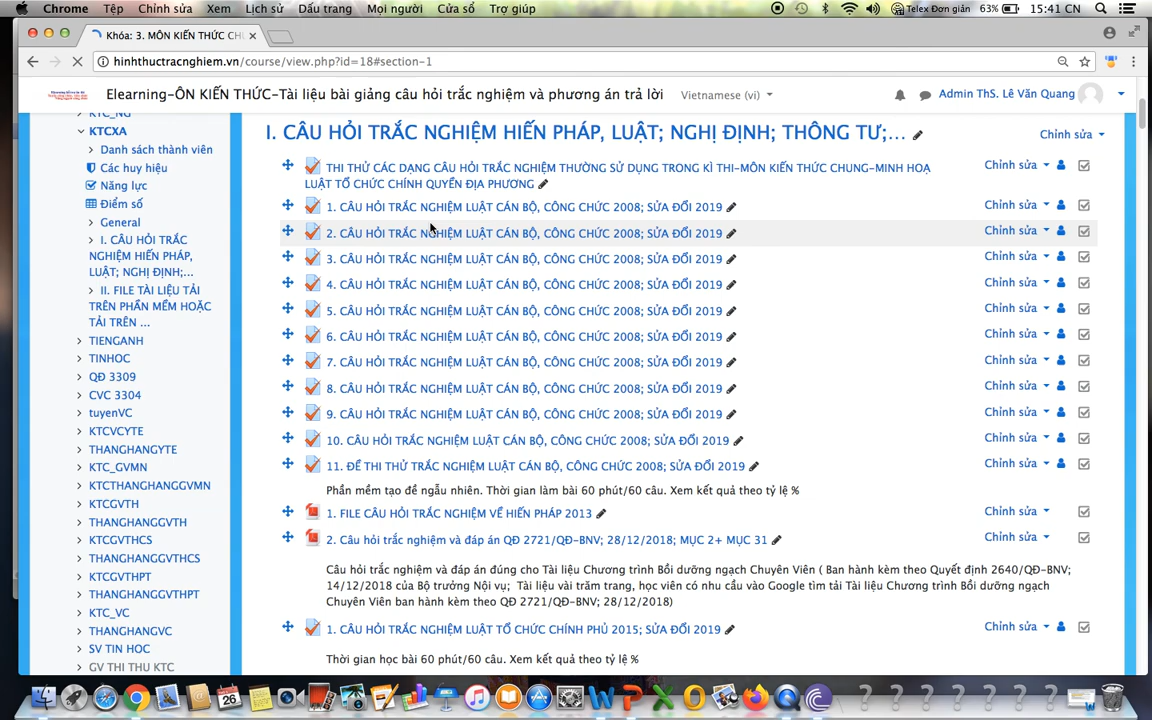 Chrome Tệp Chỉnh sửa Xem Lịch sử Dấu trang Mọi người Cửa sổ Trợ giúp Telex Đơn giản 63% 15:41 CN
Khóa: 3. MÔN KIẾN THỨC CHU
hinhthuctracnghiem.vn/course/view.php?id=18#section-1
Elearning-ÔN KIẾN THỨC-Tài liệu bài giảng câu hỏi trắc nghiệm và phương án trả lời Vietnamese (vi) Admin ThS. Lê Văn Quang
KTC_NG
KTCXA
Danh sách thành viên
Các huy hiệu
Năng lực
Điểm số
General
I. CÂU HỎI TRẮC
NGHIỆM HIẾN PHÁP,
LUẬT; NGHỊ ĐỊNH;...
II. FILE TÀI LIỆU TẢI
TRÊN PHẦN MỀM HOẶC
TẢI TRÊN ...
TIENGANH
TINHOC
QĐ 3309
CVC 3304
tuyenVC
KTCVCYTE
THANGHANGYTE
KTC_GVMN
KTCTHANGHANGGVMN
KTCGVTH
THANGHANGGVTH
KTCGVTHCS
THANGHANGGVTHCS
KTCGVTHPT
THANGHANGGVTHPT
KTC_VC
THANGHANGVC
SV TIN HOC
GV THI THU KTC
I. CÂU HỎI TRẮC NGHIỆM HIẾN PHÁP, LUẬT; NGHỊ ĐỊNH; THÔNG TƯ;... Chỉnh sửa
THI THỬ CÁC DẠNG CÂU HỎI TRẮC NGHIỆM THƯỜNG SỬ DỤNG TRONG KÌ THI-MÔN KIẾN THỨC CHUNG-MINH HOẠ Chỉnh sửa
LUẬT TỔ CHỨC CHÍNH QUYỀN ĐỊA PHƯƠNG
1. CÂU HỎI TRẮC NGHIỆM LUẬT CÁN BỘ, CÔNG CHỨC 2008; SỬA ĐỔI 2019 Chỉnh sửa
2. CÂU HỎI TRẮC NGHIỆM LUẬT CÁN BỘ, CÔNG CHỨC 2008; SỬA ĐỔI 2019 Chỉnh sửa
3. CÂU HỎI TRẮC NGHIỆM LUẬT CÁN BỘ, CÔNG CHỨC 2008; SỬA ĐỔI 2019 Chỉnh sửa
4. CÂU HỎI TRẮC NGHIỆM LUẬT CÁN BỘ, CÔNG CHỨC 2008; SỬA ĐỔI 2019 Chỉnh sửa
5. CÂU HỎI TRẮC NGHIỆM LUẬT CÁN BỘ, CÔNG CHỨC 2008; SỬA ĐỔI 2019 Chỉnh sửa
6. CÂU HỎI TRẮC NGHIỆM LUẬT CÁN BỘ, CÔNG CHỨC 2008; SỬA ĐỔI 2019 Chỉnh sửa
7. CÂU HỎI TRẮC NGHIỆM LUẬT CÁN BỘ, CÔNG CHỨC 2008; SỬA ĐỔI 2019 Chỉnh sửa
8. CÂU HỎI TRẮC NGHIỆM LUẬT CÁN BỘ, CÔNG CHỨC 2008; SỬA ĐỔI 2019 Chỉnh sửa
9. CÂU HỎI TRẮC NGHIỆM LUẬT CÁN BỘ, CÔNG CHỨC 2008; SỬA ĐỔI 2019 Chỉnh sửa
10. CÂU HỎI TRẮC NGHIỆM LUẬT CÁN BỘ, CÔNG CHỨC 2008; SỬA ĐỔI 2019 Chỉnh sửa
11. ĐỀ THI THỬ TRẮC NGHIỆM LUẬT CÁN BỘ, CÔNG CHỨC 2008; SỬA ĐỔI 2019 Chỉnh sửa
Phần mềm tạo đề ngẫu nhiên. Thời gian làm bài 60 phút/60 câu. Xem kết quả theo tỷ lệ %
1. FILE CÂU HỎI TRẮC NGHIỆM VỀ HIẾN PHÁP 2013 Chỉnh sửa
2. Câu hỏi trắc nghiệm và đáp án QĐ 2721/QĐ-BNV; 28/12/2018; MỤC 2+ MỤC 31 Chỉnh sửa
Câu hỏi trắc nghiệm và đáp án đúng cho Tài liệu Chương trình Bồi dưỡng ngạch Chuyên Viên ( Ban hành kèm theo Quyết định 2640/QĐ-BNV;
14/12/2018 của Bộ trưởng Nội vụ; Tài liệu vài trăm trang, học viên có nhu cầu vào Google tìm tải Tài liệu Chương trình Bồi dưỡng ngạch
Chuyên Viên ban hành kèm theo QĐ 2721/QĐ-BNV; 28/12/2018)
1. CÂU HỎI TRẮC NGHIỆM LUẬT TỔ CHỨC CHÍNH PHỦ 2015; SỬA ĐỔI 2019 Chỉnh sửa
Thời gian học bài 60 phút/60 câu. Xem kết quả theo tỷ lệ %